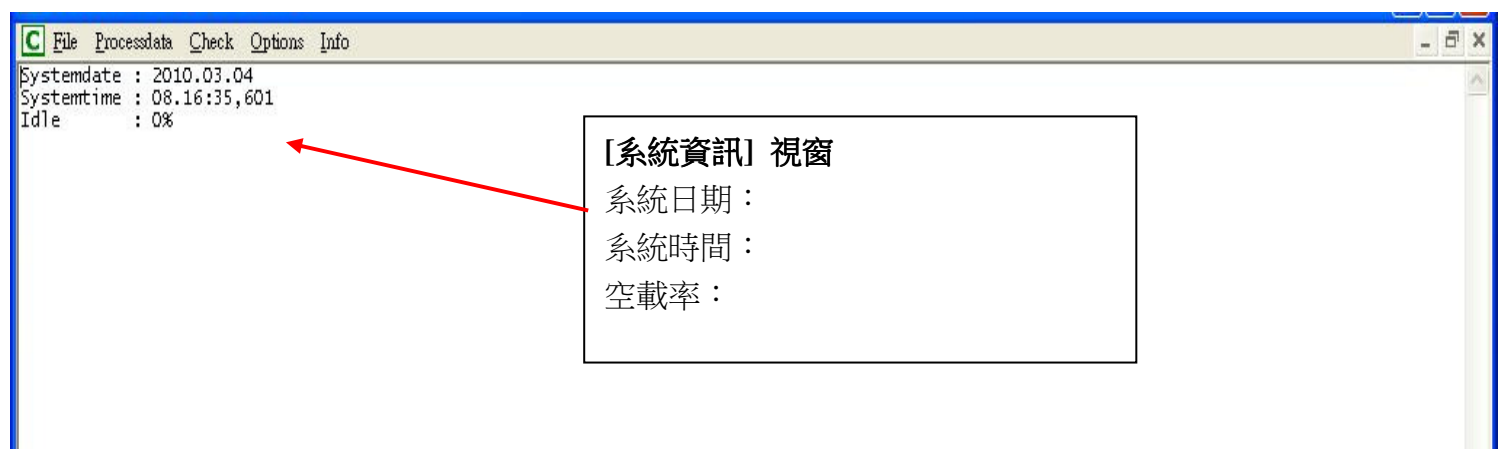 C File Processdata Check Options Info
Systemdate : 2010.03.04
Systemtime : 08.16:35,601
Idle : 0%
[系統資訊] 視窗
系統日期：
系統時間：
空載率：